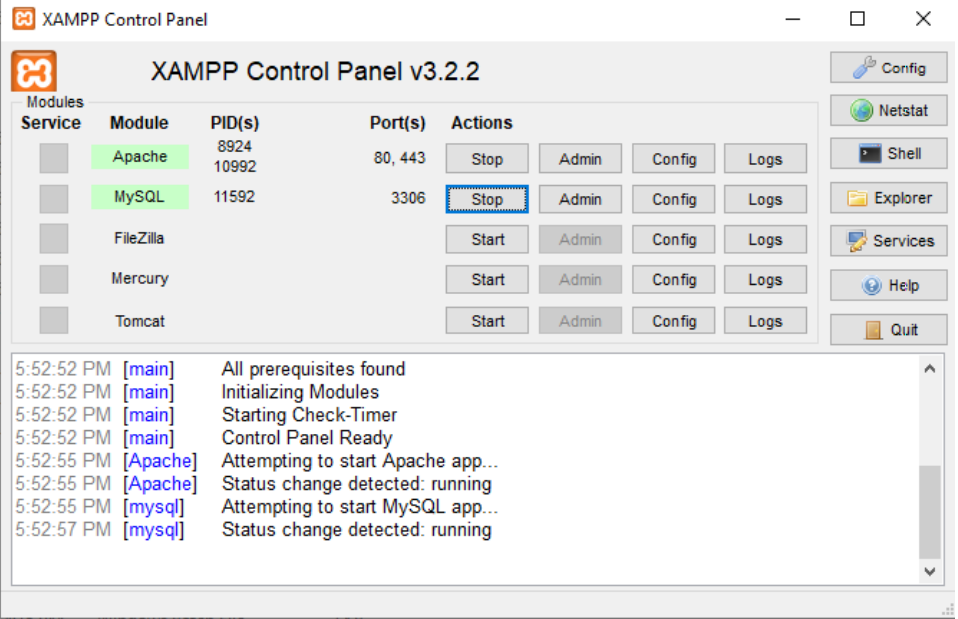 XAMPP Control Panel
XAMPP Control Panel v3.2.2
Modules
Service Module PID(s) Port(s) Actions
Apache 8924 10992 80, 443 Stop Admin Config Logs
MySQL 11592 3306 Stop Admin Config Logs
FileZilla Start Admin Config Logs
Mercury Start Admin Config Logs
Tomcat Start Admin Config Logs
Config
Netstat
Shell
Explorer
Services
Help
Quit
5:52:52 PM [main] All prerequisites found
5:52:52 PM [main] Initializing Modules
5:52:52 PM [main] Starting Check-Timer
5:52:52 PM [main] Control Panel Ready
5:52:55 PM [Apache] Attempting to start Apache app...
5:52:55 PM [Apache] Status change detected: running
5:52:55 PM [mysql] Attempting to start MySQL app...
5:52:57 PM [mysql] Status change detected: running